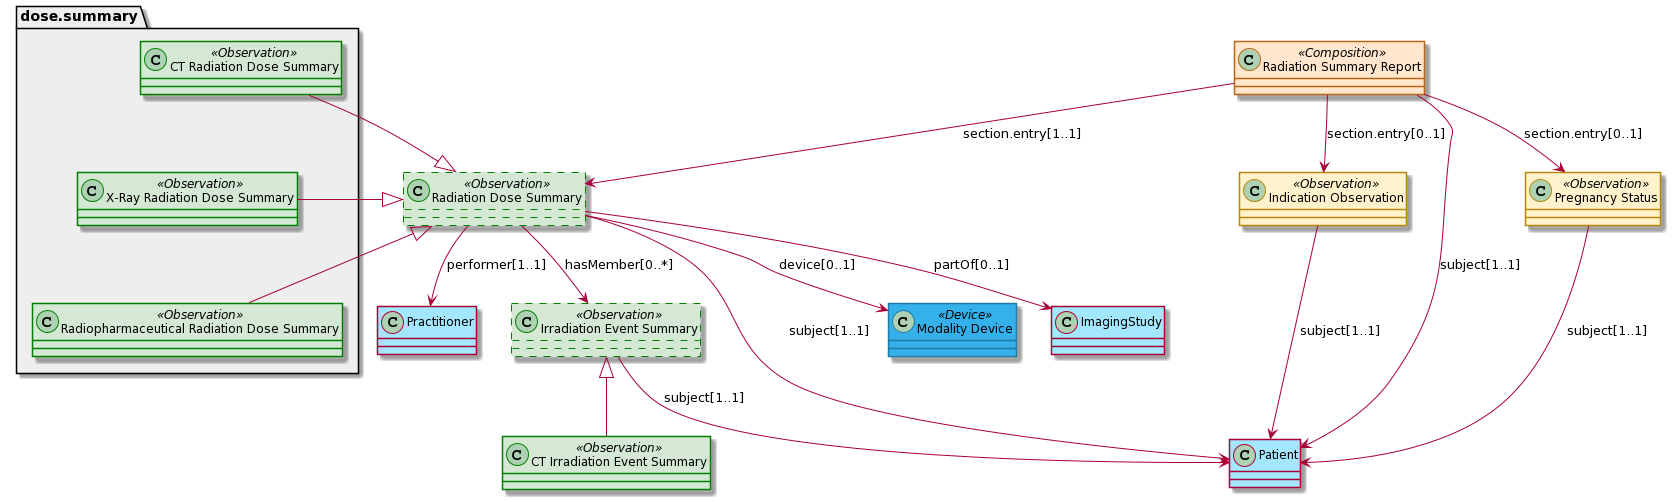 dose.summary
C
«Observation»
CT Radiation Dose Summary
C
«Composition»
Radiation Summary Report
section.entry[1..1]
section.entry[0..1]
section.entry[0..1]
C
«Observation»
X-Ray Radiation Dose Summary
C
«Observation»
Radiation Dose Summary
C
«Observation»
Indication Observation
C
«Observation»
Pregnancy Status
performer[1..1]
hasMember[0..*]
device[0..1]
partOf[0..1]
subject[1..1]
C
«Observation»
Radiopharmaceutical Radiation Dose Summary
C
Practitioner
C
«Observation»
Irradiation Event Summary
subject[1..1]
C
«Device»
Modality Device
C
ImagingStudy
subject[1..1]
subject[1..1]
subject[1..1]
C
«Observation»
CT Irradiation Event Summary
C
Patient